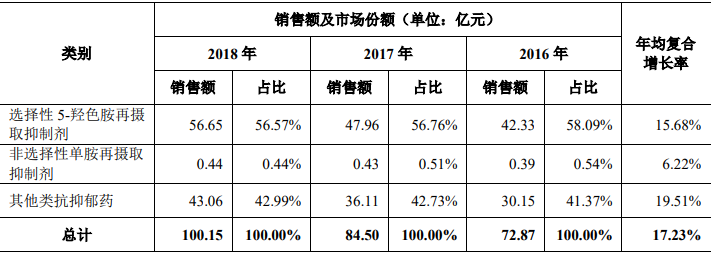 类别 销售额及市场份额（单位：亿元） 年均复合增长率
2018 年 2017 年 2016 年
销售额 占比 销售额 占比 销售额 占比
选择性 5-羟色胺再摄
取抑制剂 56.65 56.57% 47.96 56.76% 42.33 58.09% 15.68%
非选择性单胺再摄取
抑制剂 0.44 0.44% 0.43 0.51% 0.39 0.54% 6.22%
其他类抗抑郁药 43.06 42.99% 36.11 42.73% 30.15 41.37% 19.51%
总计 100.15 100.00% 84.50 100.00% 72.87 100.00% 17.23%